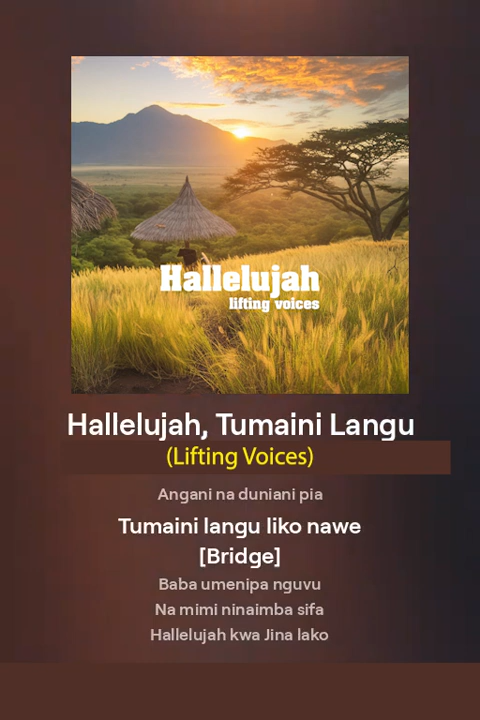 Hallelujah
lifting voices
Hallelujah, Tumaini Langu
(Lifting Voices)
Angani na duniani pia
Tumaini langu liko nawe
[Bridge]
Baba umenipa nguvu
Na mimi ninaimba sifa
Hallelujah kwa Jina lako